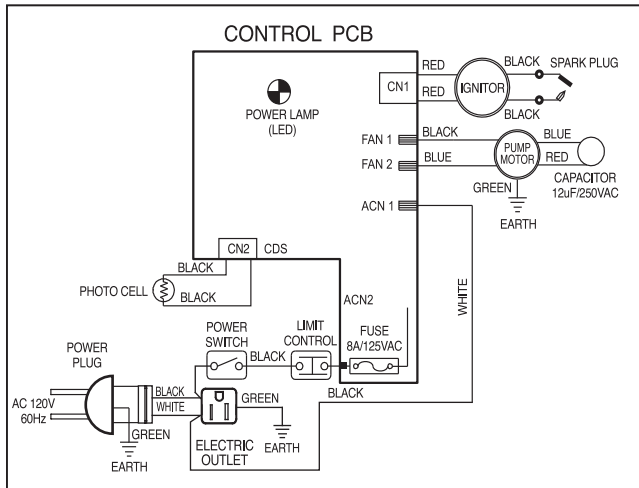 CONTROL PCB
POWER LAMP
(LED)
CN1
RED
RED
IGNITOR
BLACK
BLACK
SPARK PLUG
FAN 1
BLACK
FAN 2
BLUE
PUMP
MOTOR
BLUE
RED
CAPACITOR
12uF/250VAC
GREEN
EARTH
ACN 1
WHITE
CN2
CDS
BLACK
BLACK
PHOTO CELL
ACN2
POWER
SWITCH
BLACK
LIMIT
CONTROL
FUSE
8A/125VAC
POWER
PLUG
AC 120V
60Hz
BLACK
WHITE
GREEN
EARTH
ELECTRIC
OUTLET
GREEN
EARTH
BLACK